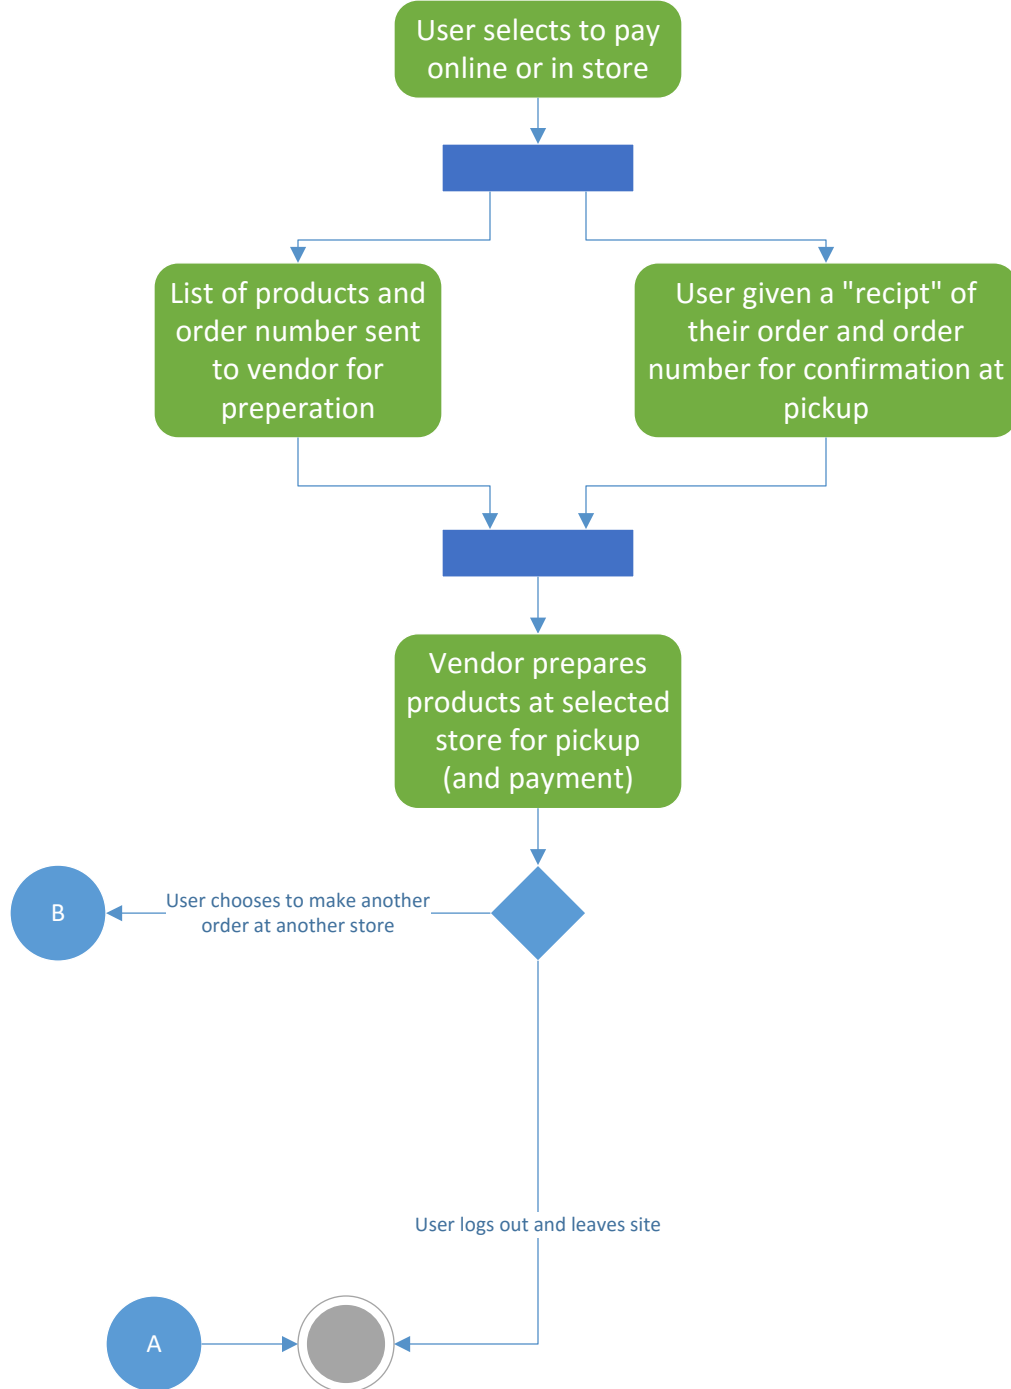 User selects to pay
online or in store
List of products and
order number sent
to vendor for
preperation
User given a "recipt" of
their order and order
number for confirmation at
pickup
Vendor prepares
products at selected
store for pickup
(and payment)
B
User chooses to make another
order at another store
User logs out and leaves site
A